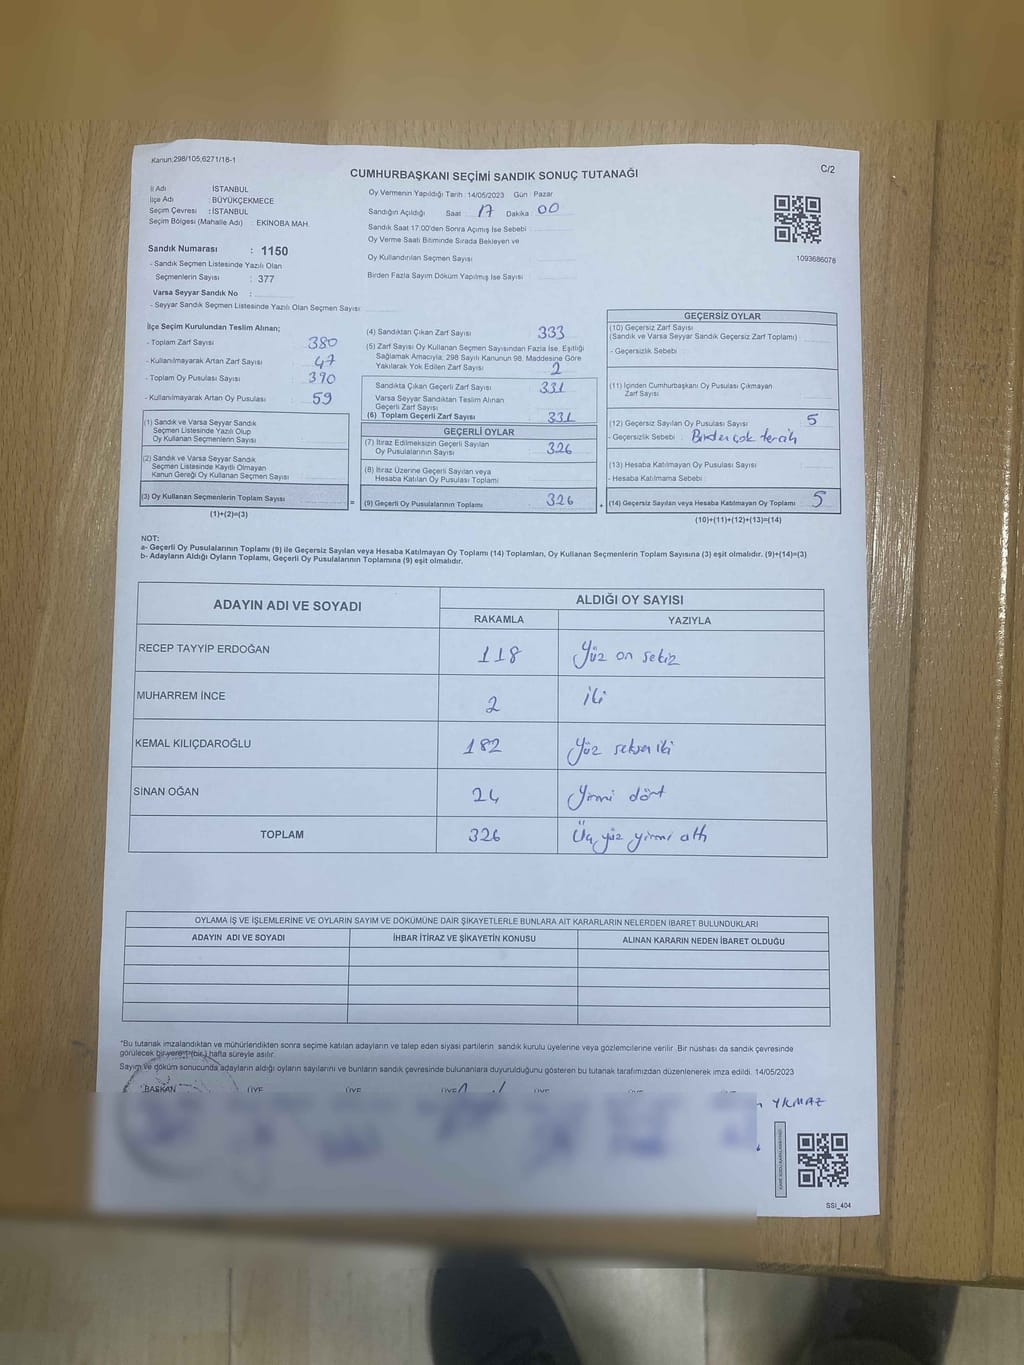 Kanun:298/105,6271/18-1
C/2
CUMHURBAŞKANI SEÇİMİ SANDIK SONUÇ TUTANAĞI
İl Adı : İSTANBUL
İlçe Adı : BÜYÜKÇEKMECE
Seçim Çevresi : İSTANBUL
Seçim Bölgesi (Mahalle Adı) : EKINOBA MAH.
Sandık Numarası : 1150
- Sandık Seçmen Listesinde Yazılı Olan
Seçmenlerin Sayısı : 377
Varsa Seyyar Sandık No :
- Seyyar Sandık Seçmen Listesinde Yazılı Olan Seçmen Sayısı
Oy Vermenin Yapıldığı Tarih : 14/05/2023 Gün : Pazar
Sandığın Açıldığı Saat 17 Dakika 00
Sandık Saat 17:00'den Sonra Açımış İse Sebebi
Oy Verme Saati Bitiminde Sırada Bekleyen ve
Oy Kullandırılan Seçmen Sayısı
Birden Fazla Sayım Döküm Yapılmış İse Sayısı
1093686078
İlçe Seçim Kurulundan Teslim Alınan;
- Toplam Zarf Sayısı 380
- Kullanılmayarak Artan Zarf Sayısı 47
- Toplam Oy Pusulası Sayısı 390
- Kullanılmayarak Artan Oy Pusulası 59
(1) Sandık ve Varsa Seyyar Sandık
Seçmen Listesinde Yazılı Olup
Oy Kullanan Seçmenlerin Sayısı
(2) Sandık ve Varsa Seyyar Sandık
Seçmen Listesinde Kayıtlı Olmayan
Kanun Gereği Oy Kullanan Seçmen Sayısı
(3) Oy Kullanan Seçmenlerin Toplam Sayısı
(1)+(2)=(3)
=
(4) Sandıktan Çıkan Zarf Sayısı 333
(5) Zarf Sayısı Oy Kullanan Seçmen Sayısından Fazla İse, Eşitliği
Sağlamak Amacıyla, 298 Sayılı Kanunun 98. Maddesine Göre
Yakılarak Yok Edilen Zarf Sayısı 2
Sandıkta Çıkan Geçerli Zarf Sayısı 331
Varsa Seyyar Sandıktan Teslim Alınan
Geçerli Zarf Sayısı
(6) Toplam Geçerli Zarf Sayısı 331
GEÇERLİ OYLAR
(7) İtiraz Edilmeksizin Geçerli Sayılan
Oy Pusulasının Sayısı 326
(8) İtiraz Üzerine Geçerli Sayılan veya
Hesaba Katılan Oy Pusulası Toplamı
(9) Geçerli Oy Pusulalarının Toplamı 326
+
GEÇERSİZ OYLAR
(10) Geçersiz Zarf Sayısı
(Sandık ve Varsa Seyyar Sandık Geçersiz Zarf Toplamı)
- Geçersizlik Sebebi
(11) İçinden Cumhurbaşkanı Oy Pusulası Çıkmayan
Zarf Sayısı
(12) Geçersiz Sayılan Oy Pusulası Sayısı 5
- Geçersizlik Sebebi : Birden çok tercih
(13) Hesaba Katılmayan Oy Pusulası Sayısı
- Hesaba Katılmama Sebebi
(14) Geçersiz Sayılan veya Hesaba Katılmayan Oy Toplamı 5
(10)+(11)+(12)+(13)=(14)
NOT:
a- Geçerli Oy Pusulalarının Toplamı (9) ile Geçersiz Sayılan veya Hesaba Katılmayan Oy Toplamı (14) Toplamları, Oy Kullanan Seçmenlerin Toplam Sayısına (3) eşit olmalıdır. (9)+(14)=(3)
b- Adayların Aldığı Oyların Toplamı, Geçerli Oy Pusulalarının Toplamına (9) eşit olmalıdır.
ADAYIN ADI VE SOYADI ALDIĞI OY SAYISI
RAKAMLA YAZIYLA
RECEP TAYYİP ERDOĞAN 118 Yüz on sekiz
MUHARREM İNCE 2 iki
KEMAL KILIÇDAROĞLU 182 Yüz seksen iki
SİNAN OĞAN 24 Yirmi dört
TOPLAM 326 Üç yüz yirmi altı
OYLAMA İŞ VE İŞLEMLERİNE VE OYLARIN SAYIM VE DÖKÜMÜNE DAİR ŞİKAYETLERLE BUNLARA AİT KARARLARIN NELERDEN İBARET BULUNDUKLARI
ADAYIN ADI VE SOYADI İHBAR İTİRAZ VE ŞİKAYETİN KONUSU ALINAN KARARIN NEDEN İBARET OLDUĞU
"Bu tutanak imzalandıktan ve mühürlendikten sonra seçime katılan adayların ve talep eden siyasi partilerin sandık kurulu üyelerine veya gözlemcilerine verilir. Bir nüshası da sandık çevresinde
görülecek bir yere 1 (bir) hafta süreyle asılır.
Sayım ve döküm sonucunda adayların aldığı oyların sayılarını ve bunların sandık çevresinde bulunanlara duyurulduğunu gösteren bu tutanak tarafımızdan düzenlenerek imza edildi. 14/05/2023
BAŞKAN ÜYE ÜYE ÜYE ÜYE
YILMAZ
SSI_404